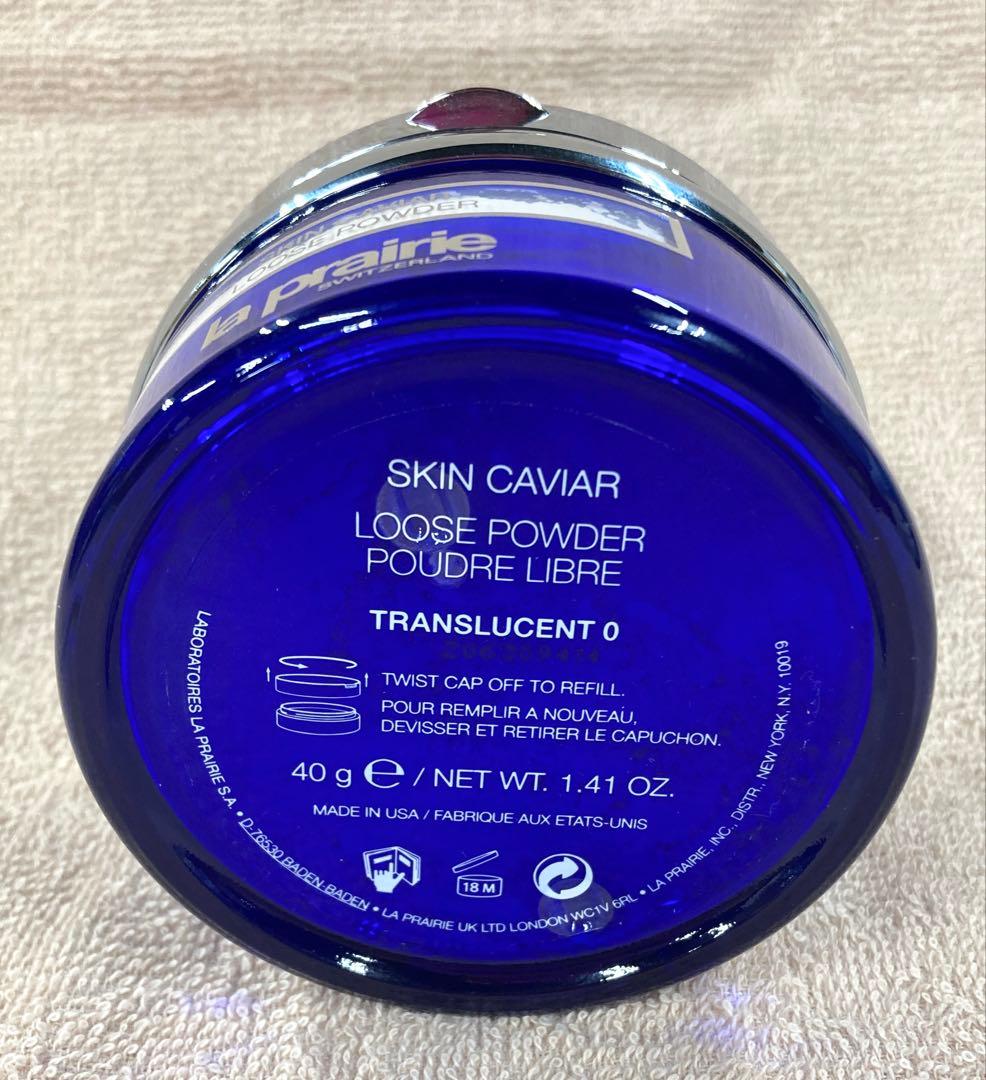 SKIN CAVIAR
LOOSE POWDER
la prairie
SWITZERLAND
SKIN CAVIAR
LOOSE POWDER
POUDRE LIBRE
TRANSLUCENT 0
TWIST CAP OFF TO REFILL.
POUR REMPLIR A NOUVEAU,
DEVISSER ET RETIRER LE CAPUCHON.
40 g ℮ / NET WT. 1.41 OZ.
MADE IN USA / FABRIQUE AUX ETATS-UNIS
18 M
LABORATOIRES LA PRAIRIE S.A. • D-76530 BADEN-BADEN • LA PRAIRIE UK LTD LONDON WC1V 6RL • LA PRAIRIE, INC., DISTR., NEW YORK, N.Y. 10019